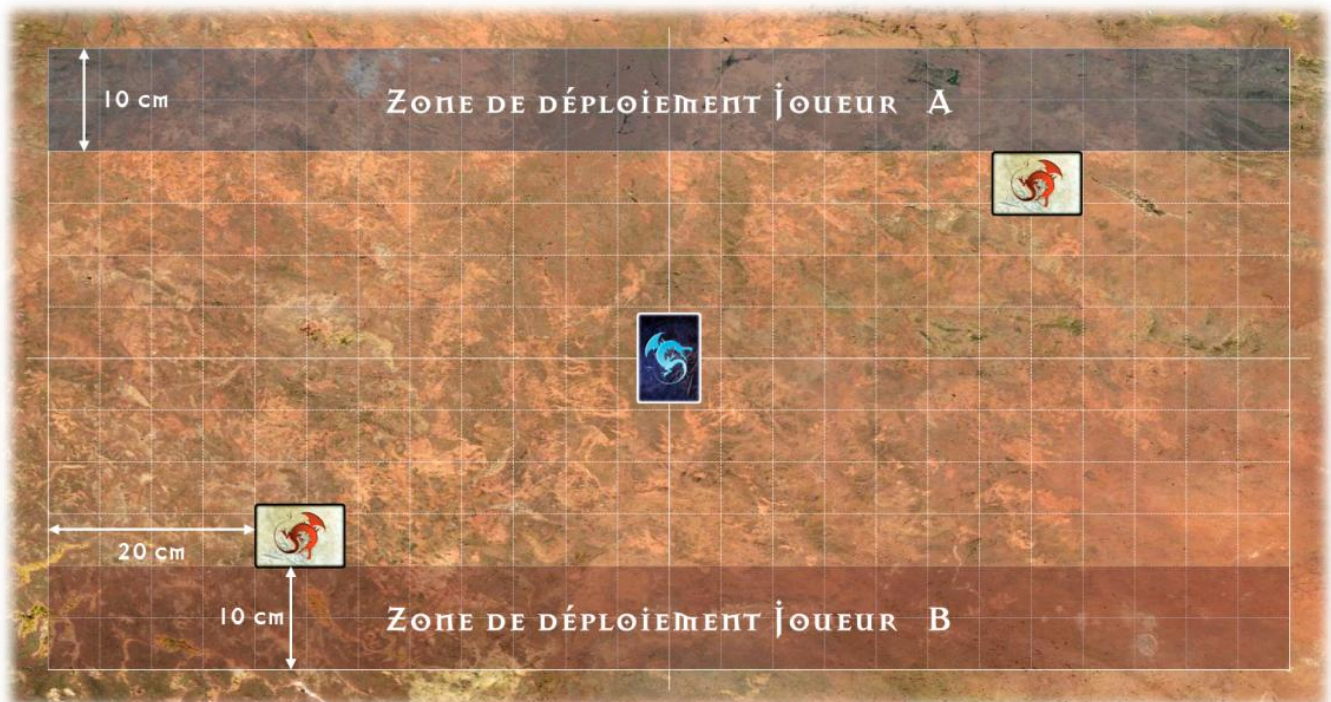 10 cm
Zone de déploiement Joueur A
20 cm
10 cm
Zone de déploiement Joueur B